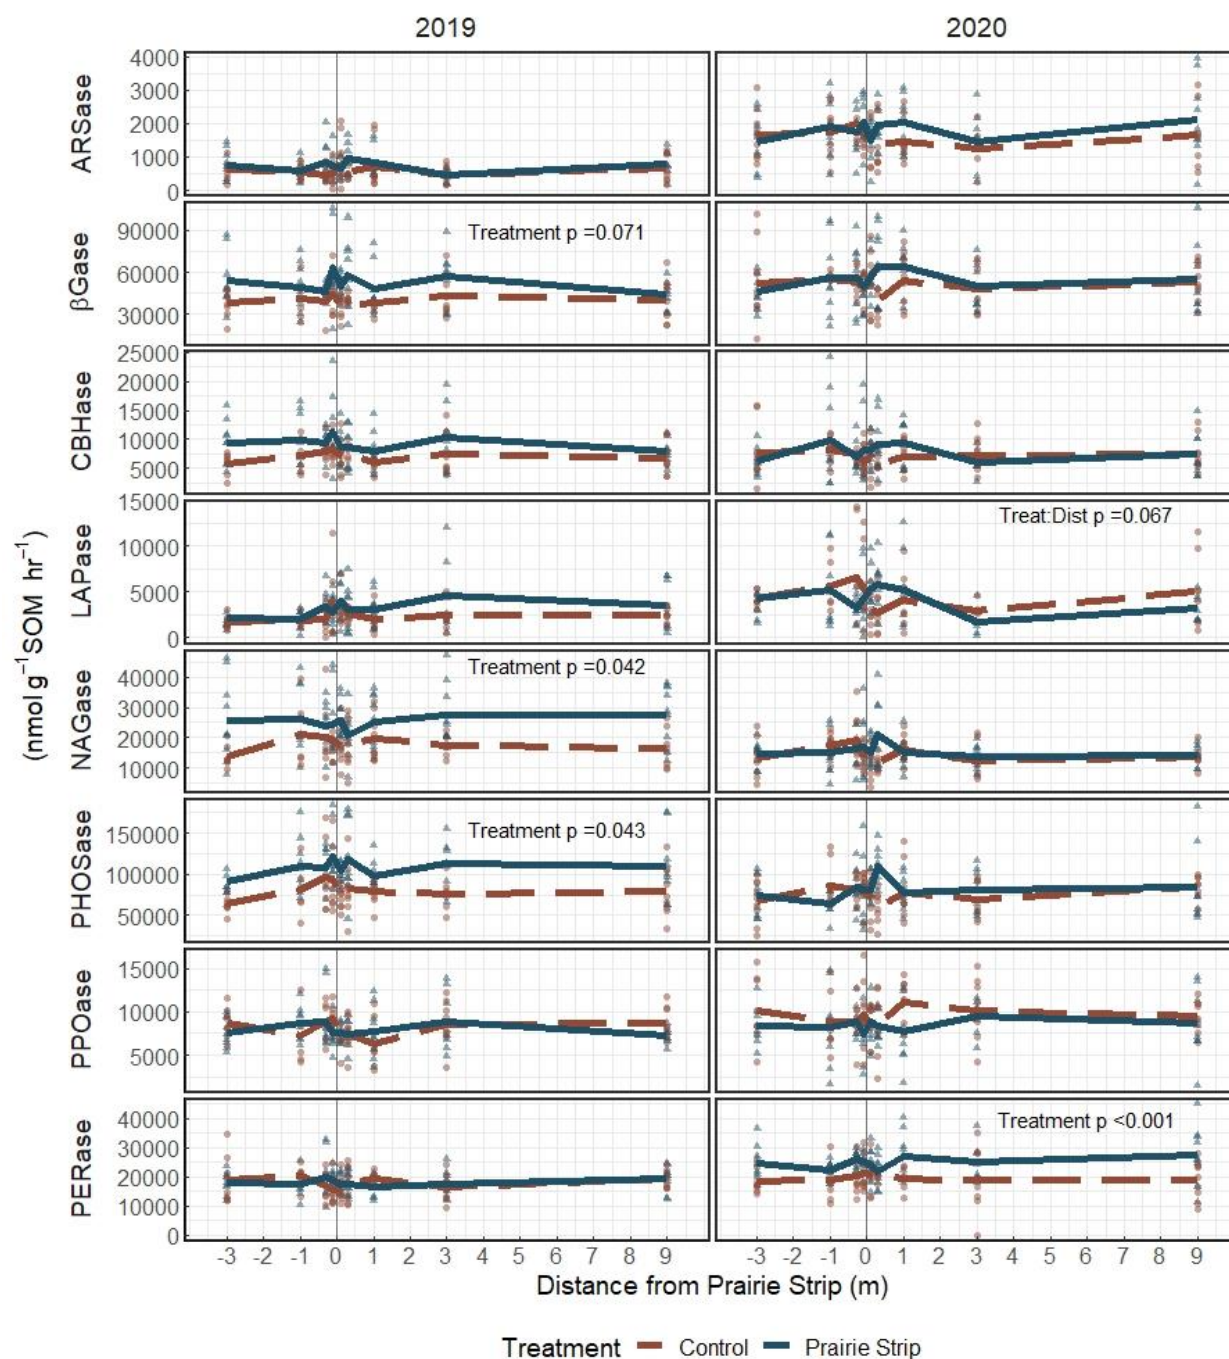 2019 2020
ARSase
4000
3000
2000
1000
0
βGase
90000
60000
30000
Treatment p =0.071
CBHase
25000
20000
15000
10000
5000
LAPase
15000
10000
5000
0
Treat:Dist p =0.067
NAGase
40000
30000
20000
10000
Treatment p =0.042
PHOSase
150000
100000
50000
Treatment p =0.043
PPOase
15000
10000
5000
PERase
40000
30000
20000
10000
0
Treatment p <0.001
(nmol g⁻¹ SOM hr⁻¹)
-3 -2 -1 0 1 2 3 4 5 6 7 8 9 -3 -2 -1 0 1 2 3 4 5 6 7 8 9
Distance from Prairie Strip (m)
Treatment Control Prairie Strip